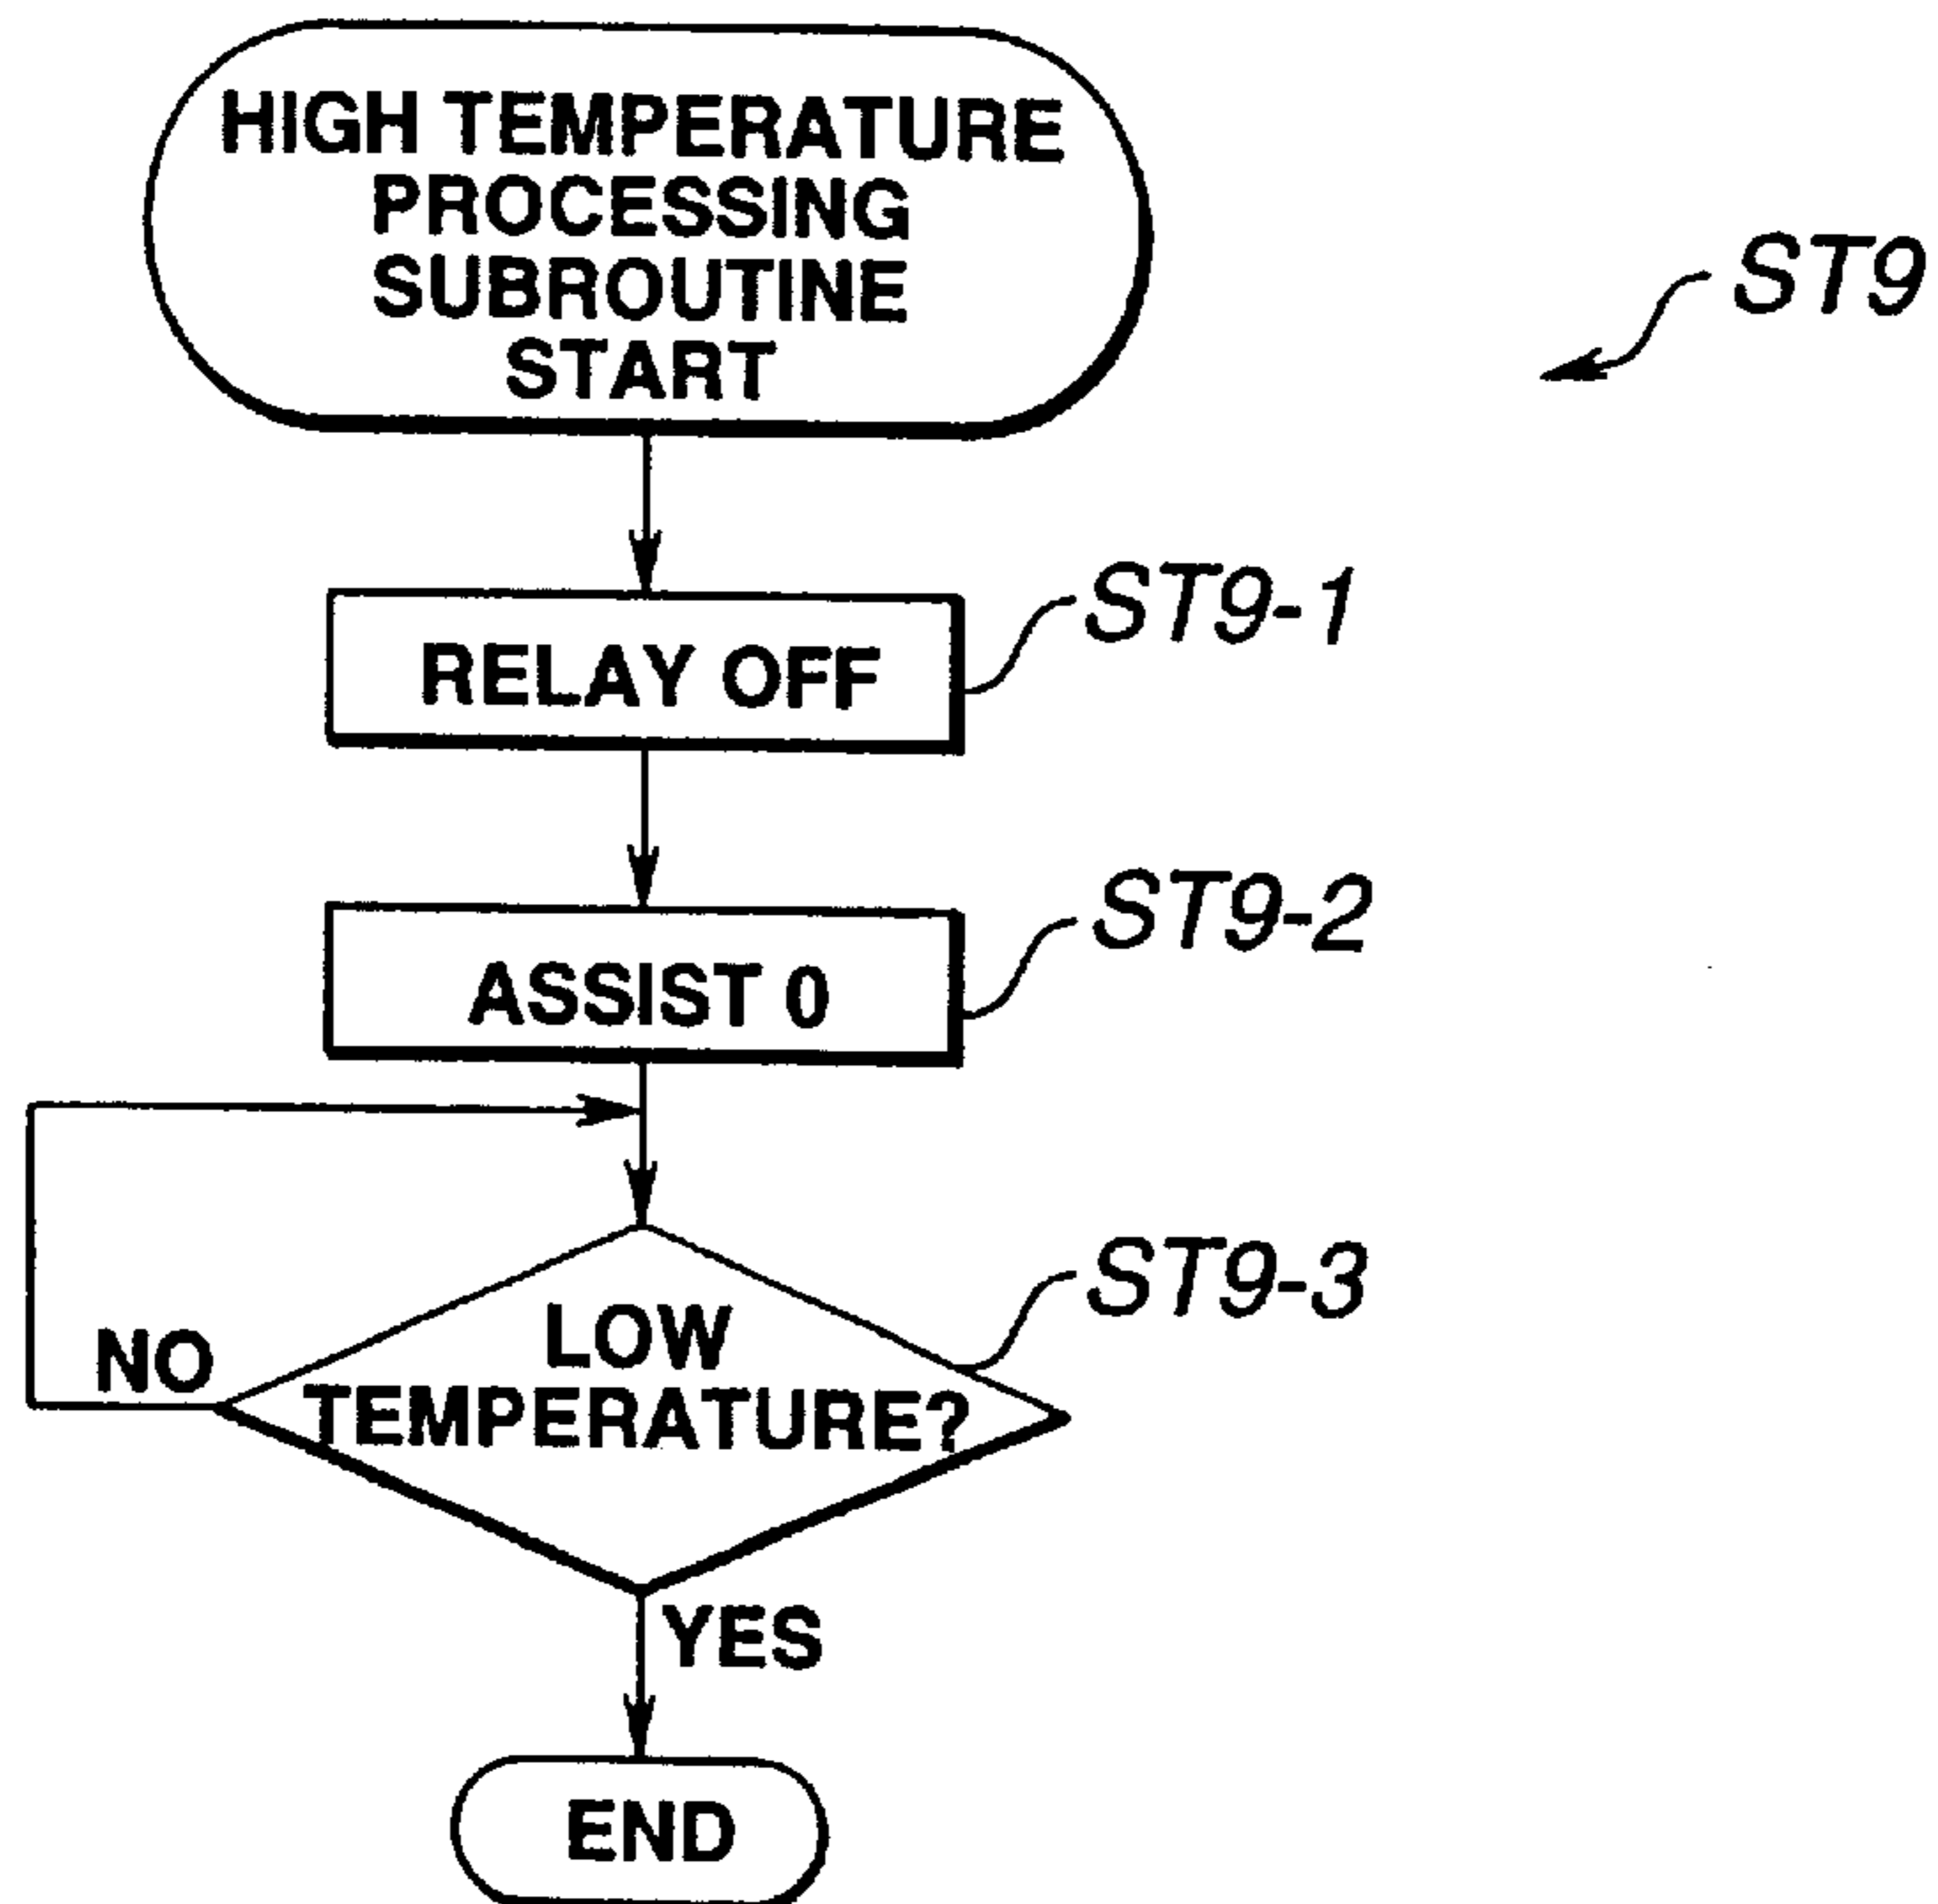 HIGH TEMPERATURE
PROCESSING
SUBROUTINE
START
ST9
RELAY OFF
ST9-1
ASSIST 0
ST9-2
LOW
TEMPERATURE?
ST9-3
NO
YES
END